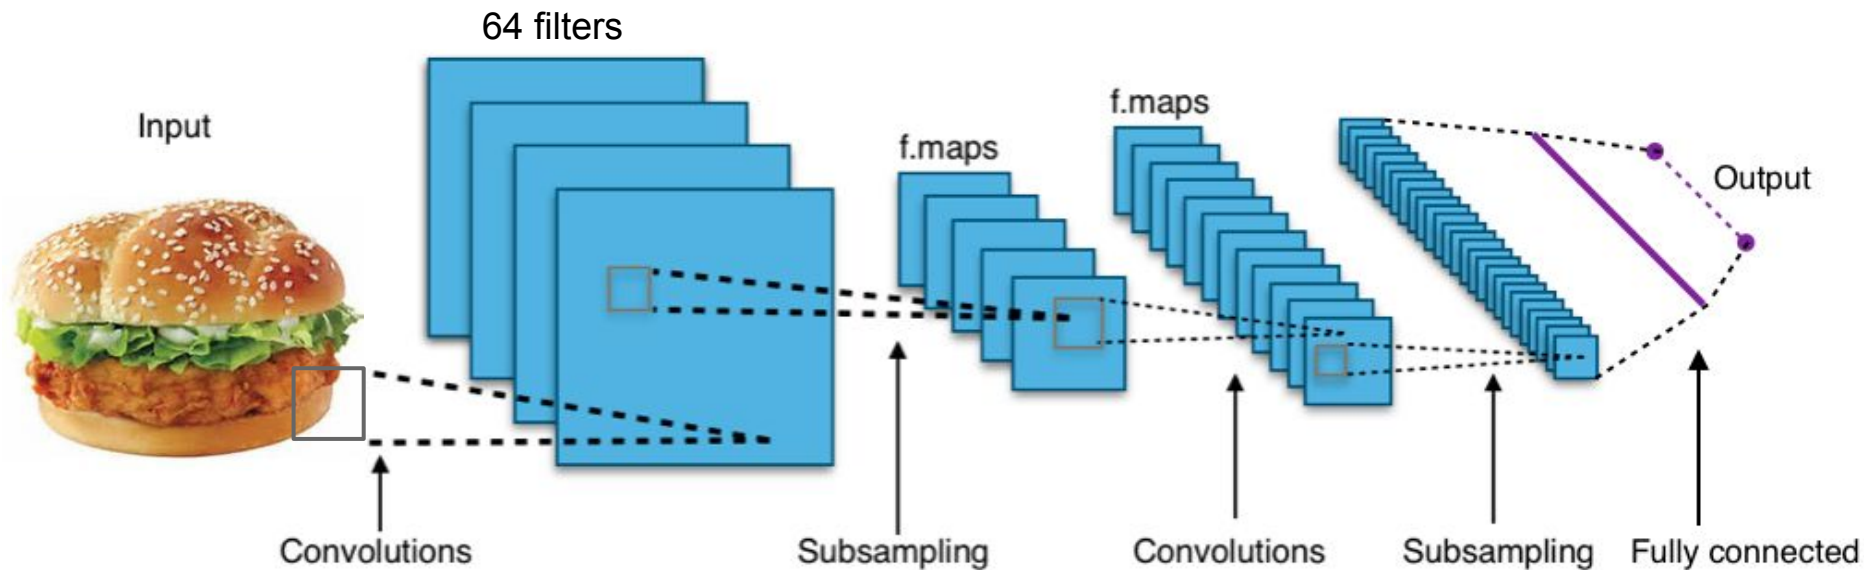 64 filters
Input
f.maps
f.maps
Output
Convolutions
Subsampling
Convolutions
Subsampling
Fully connected